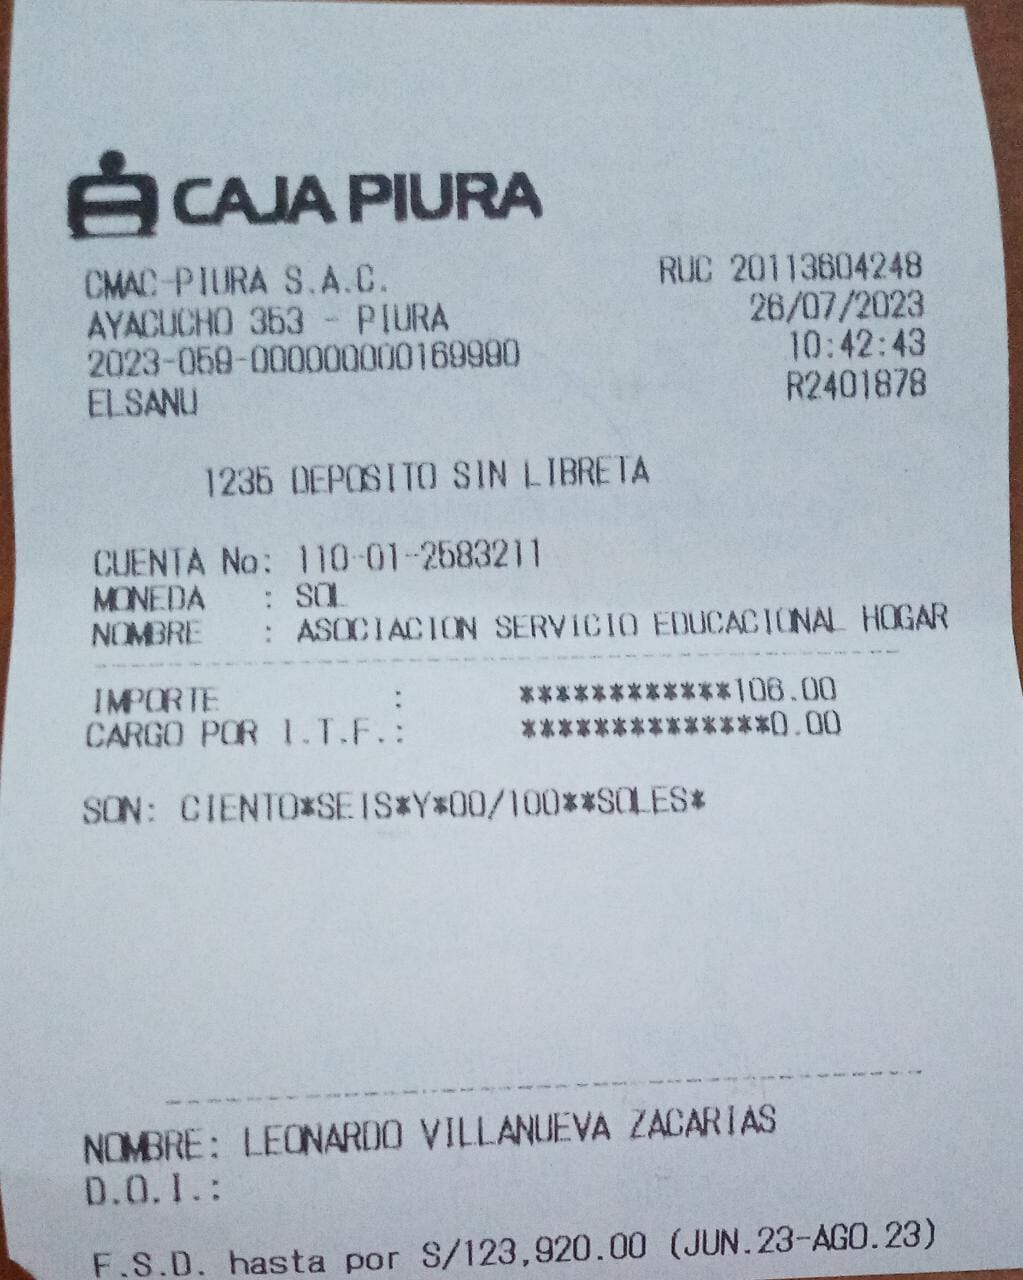 CAJA PIURA
CMAC-PIURA S.A.C. RUC 20113604248
AYACUCHO 353 - PIURA 26/07/2023
2023-059-000000000169990 10:42:43
ELSANU R2401878
1235 DEPOSITO SIN LIBRETA
CUENTA No: 110-01-2583211
MONEDA : SOL
NOMBRE : ASOCIACION SERVICIO EDUCACIONAL HOGAR
IMPORTE : ************106.00
CARGO POR I.T.F.: **************0.00
SON: CIENTO*SEIS*Y*00/100**SOLES*
NOMBRE: LEONARDO VILLANUEVA ZACARIAS
D.O.I.:
F.S.D. hasta por S/123,920.00 (JUN.23-AGO.23)